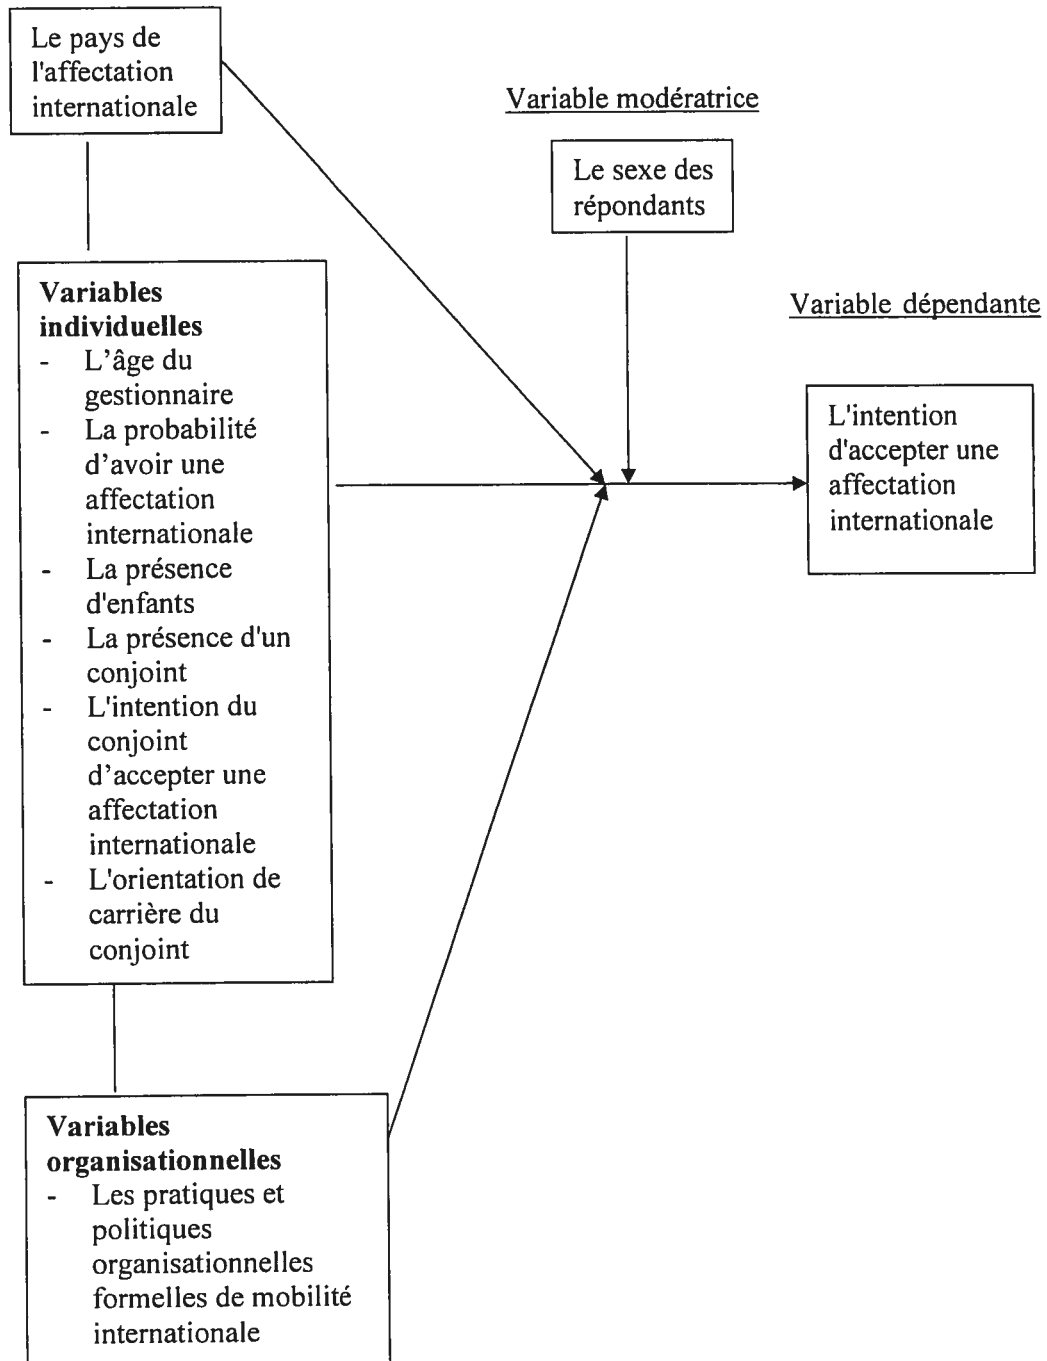 Le pays de
l'affectation
internationale
Variable modératrice
Le sexe des
répondants
Variables
individuelles
- L’âge du
gestionnaire
- La probabilité
d’avoir une
affectation
internationale
- La présence
d'enfants
- La présence d'un
conjoint
- L'intention du
conjoint
d’accepter une
affectation
internationale
- L'orientation de
carrière du
conjoint
Variable dépendante
L'intention
d'accepter une
affectation
internationale
Variables
organisationnelles
- Les pratiques et
politiques
organisationnelles
formelles de mobilité
internationale